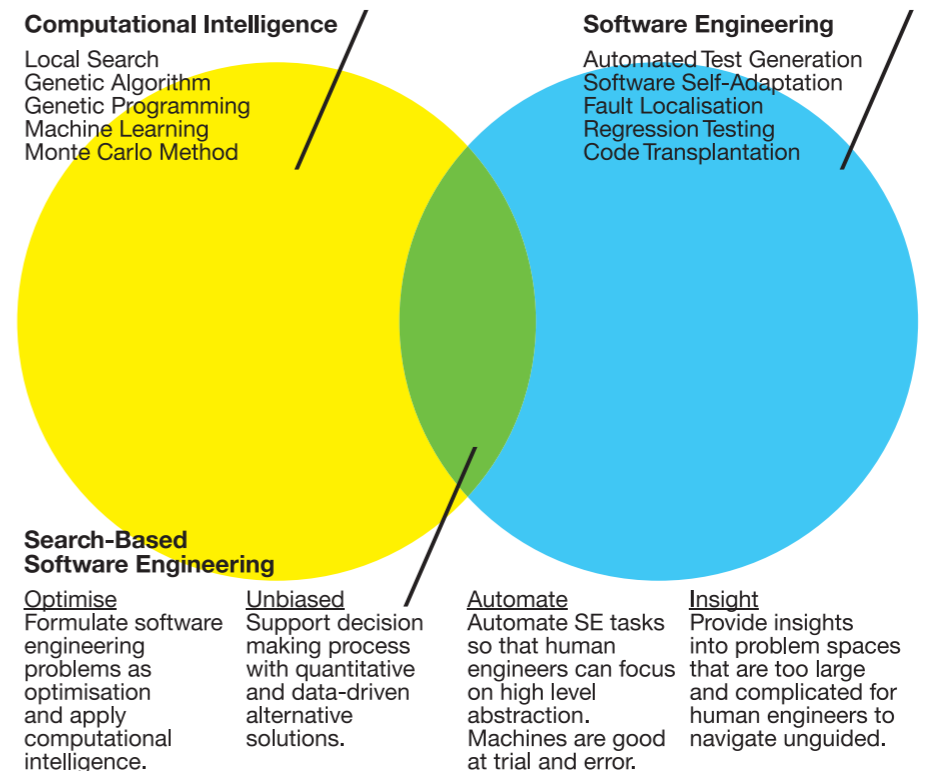 Computational Intelligence
Local Search
Genetic Algorithm
Genetic Programming
Machine Learning
Monte Carlo Method
Software Engineering
Automated Test Generation
Software Self-Adaptation
Fault Localisation
Regression Testing
Code Transplantation
Search-Based
Software Engineering
Optimise
Formulate software
engineering
problems as
optimisation
and apply
computational
intelligence.
Unbiased
Support decision
making process
with quantitative
and data-driven
alternative
solutions.
Automate
Automate SE tasks
so that human
engineers can focus
on high level
abstraction.
Machines are good
at trial and error.
Insight
Provide insights
into problem spaces
that are too large
and complicated for
human engineers to
navigate unguided.